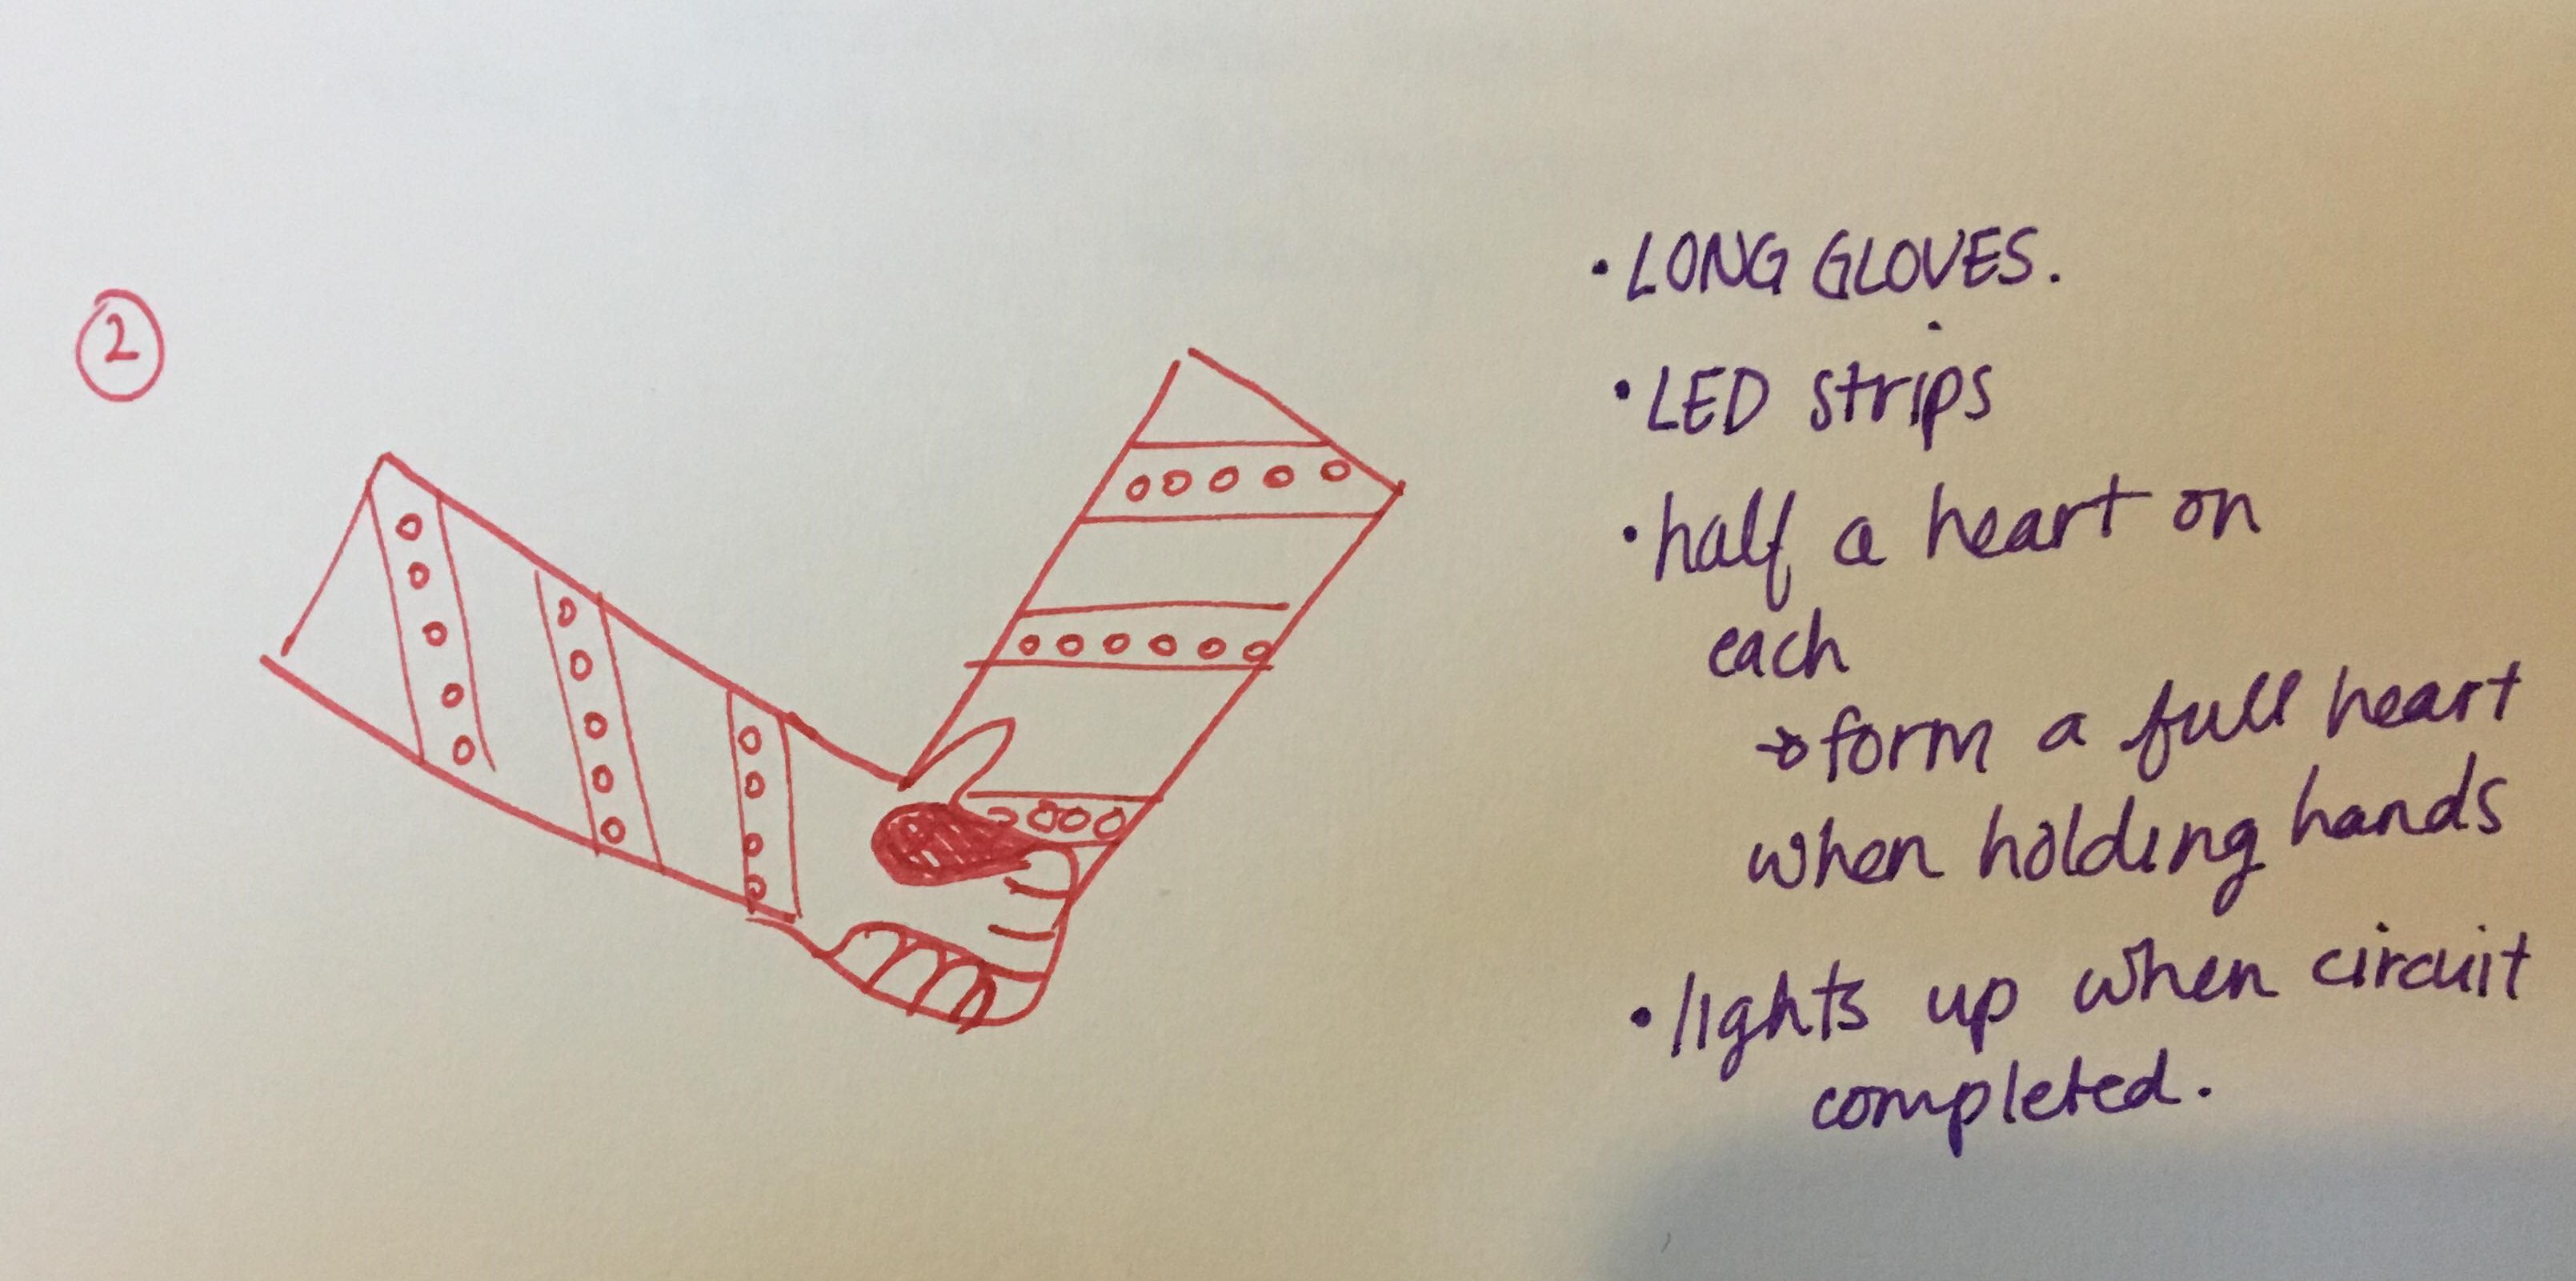 2
• LONG GLOVES.
• LED strips
• half a heart on
each
→ form a full heart
when holding hands
• lights up when circuit
completed.